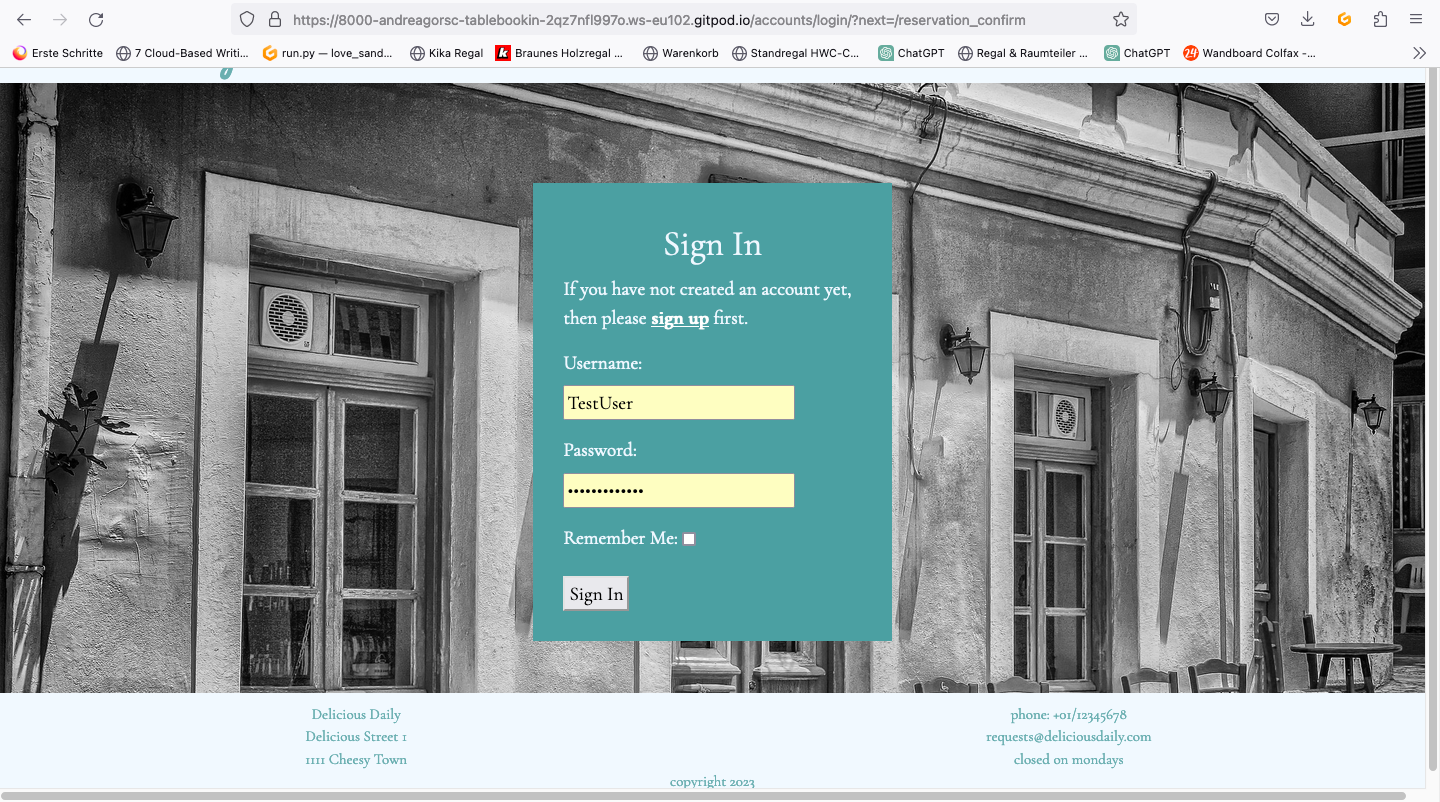 https://8000-andreagorsc-tablebookin-2qz7nfl997o.ws-eu102.gitpod.io/accounts/login/?next=/reservation_confirm
Erste Schritte 7 Cloud-Based Writi... run.py — love_sand... Kika Regal Braunes Holzregal ... Warenkorb Standregal HWC-C... ChatGPT Regal & Raumteiler ... ChatGPT Wandboard Colfax -...
Sign In
If you have not created an account yet,
then please sign up first.
Username:
TestUser
Password:
•••••••••••••
Remember Me:
Sign In
Delicious Daily
Delicious Street 1
1111 Cheesy Town
phone: +01/12345678
requests@deliciousdaily.com
closed on mondays
copyright 2023